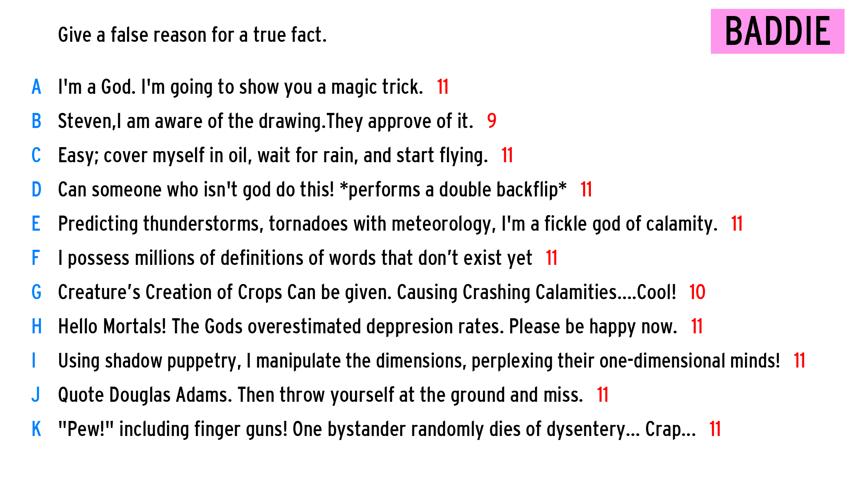 Give a false reason for a true fact.
BADDIE
A I'm a God. I'm going to show you a magic trick. 11
B Steven,I am aware of the drawing.They approve of it. 9
C Easy; cover myself in oil, wait for rain, and start flying. 11
D Can someone who isn't god do this! *performs a double backflip* 11
E Predicting thunderstorms, tornadoes with meteorology, I'm a fickle god of calamity. 11
F I possess millions of definitions of words that don’t exist yet 11
G Creature’s Creation of Crops Can be given. Causing Crashing Calamities....Cool! 10
H Hello Mortals! The Gods overestimated deppresion rates. Please be happy now. 11
I Using shadow puppetry, I manipulate the dimensions, perplexing their one-dimensional minds! 11
J Quote Douglas Adams. Then throw yourself at the ground and miss. 11
K "Pew!" including finger guns! One bystander randomly dies of dysentery... Crap... 11